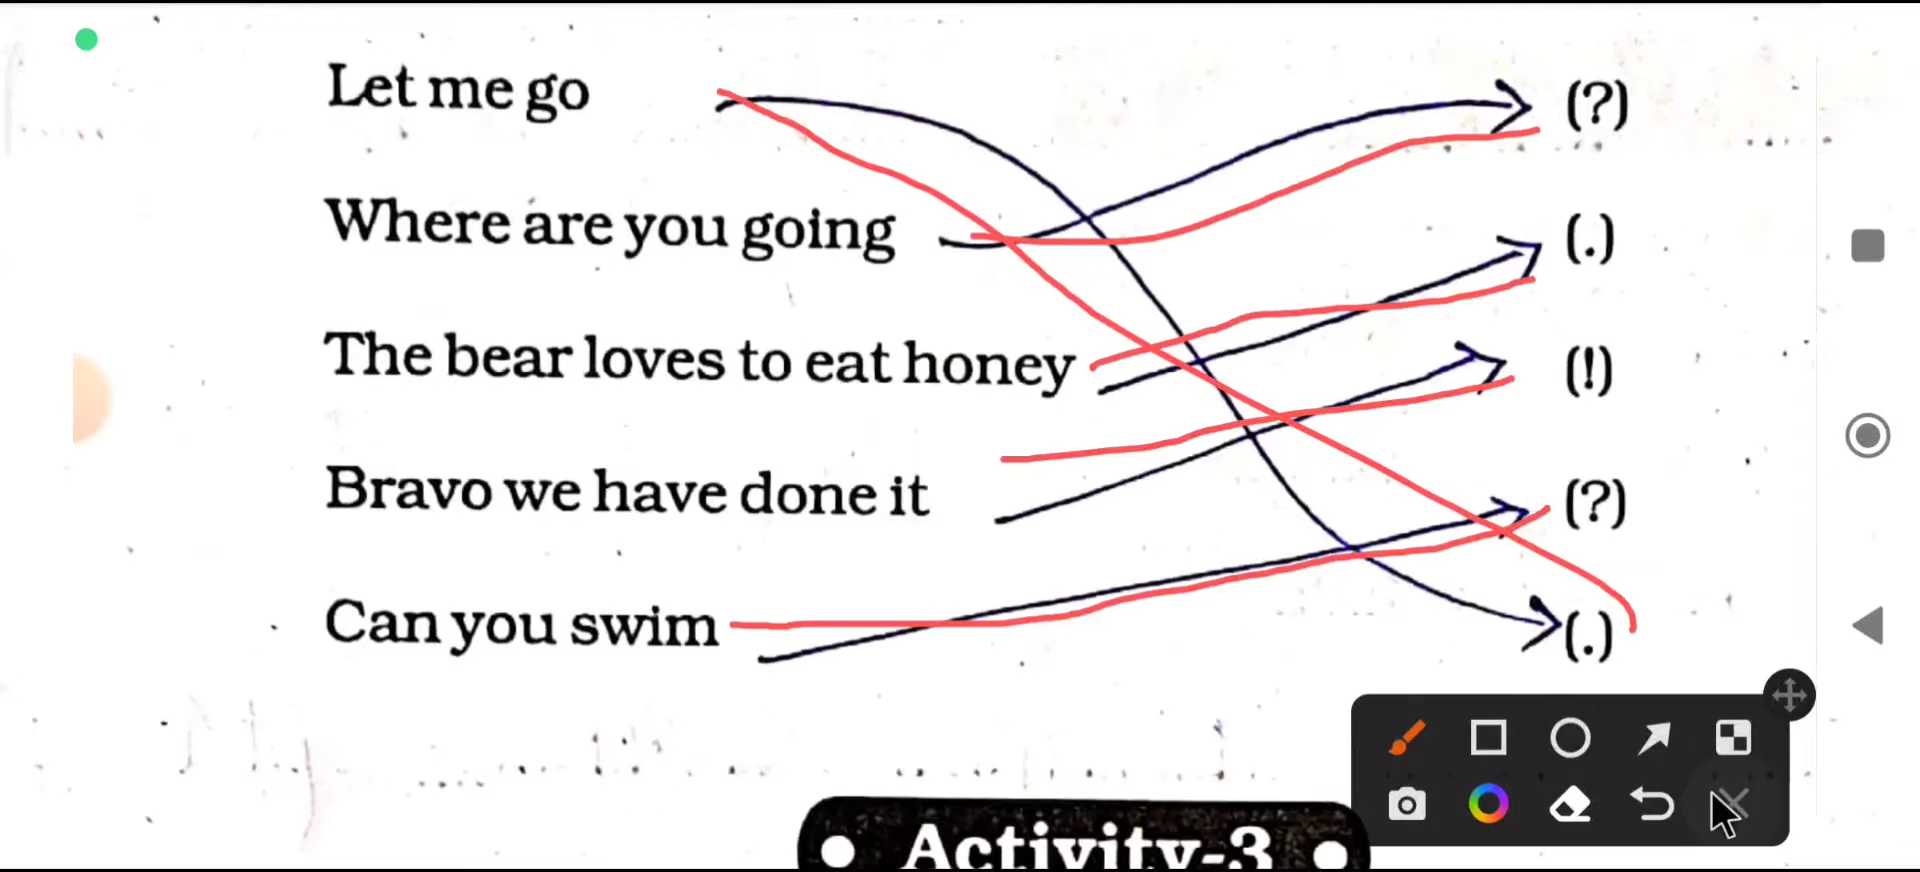 Let me go (?)
Where are you going (.)
The bear loves to eat honey (!)
Bravo we have done it (?)
Can you swim (.)
Activity-3